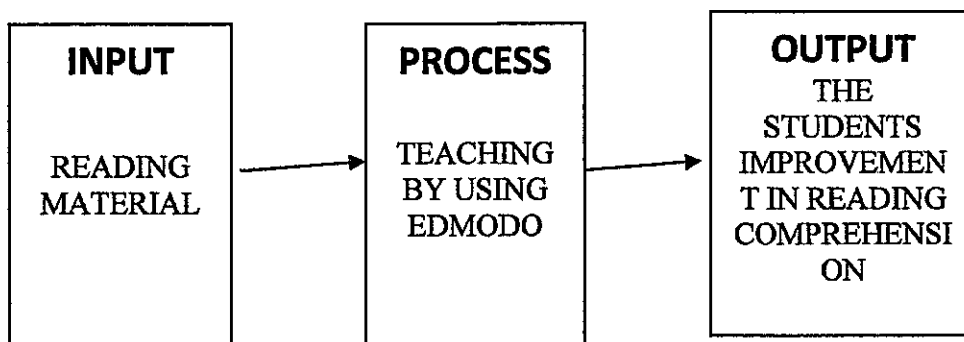 INPUT
READING
MATERIAL
PROCESS
TEACHING
BY USING
EDMODO
OUTPUT
THE
STUDENTS
IMPROVEMEN
T IN READING
COMPREHENSI
ON